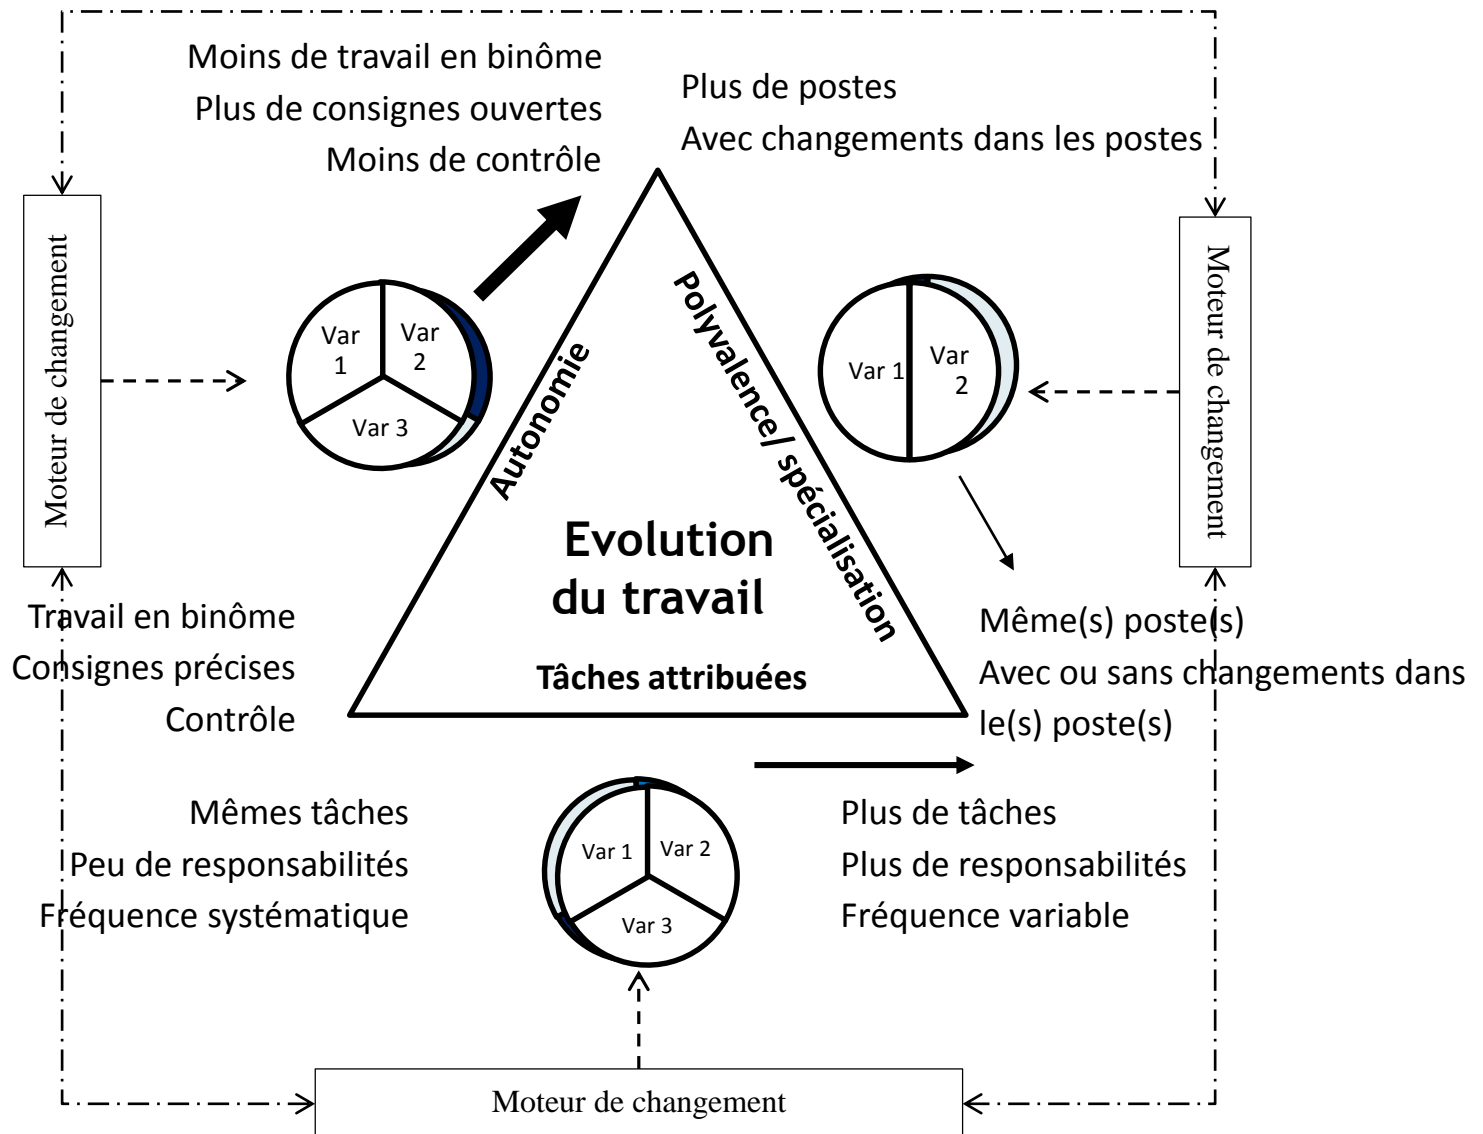 Moins de travail en binôme
Plus de consignes ouvertes
Moins de contrôle
Plus de postes
Avec changements dans les postes
Moteur de changement
Var
1
Var
2
Var 3
Autonomie
Polyvalence/ spécialisation
Var 1
Var
2
Moteur de changement
Evolution
du travail
Tâches attribuées
Travail en binôme
Consignes précises
Contrôle
Même(s) poste(s)
Avec ou sans changements dans
le(s) poste(s)
Mêmes tâches
Peu de responsabilités
Fréquence systématique
Var 1
Var 2
Var 3
Plus de tâches
Plus de responsabilités
Fréquence variable
Moteur de changement